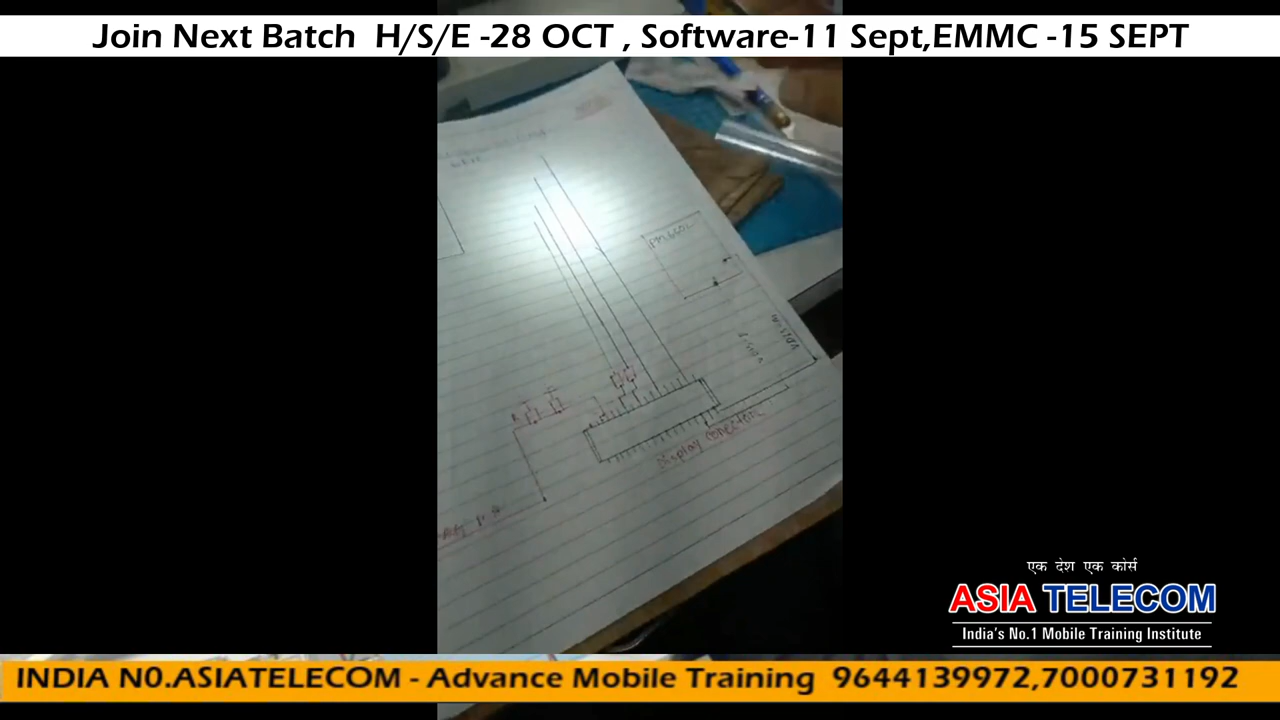 Join Next Batch  H/S/E -28 OCT , Software-11 Sept,EMMC -15 SEPT
Display Conector
एक देश एक कोर्स
ASIA TELECOM
India's No.1 Mobile Training Institute
INDIA N0.ASIATELECOM - Advance Mobile Training  9644139972,7000731192